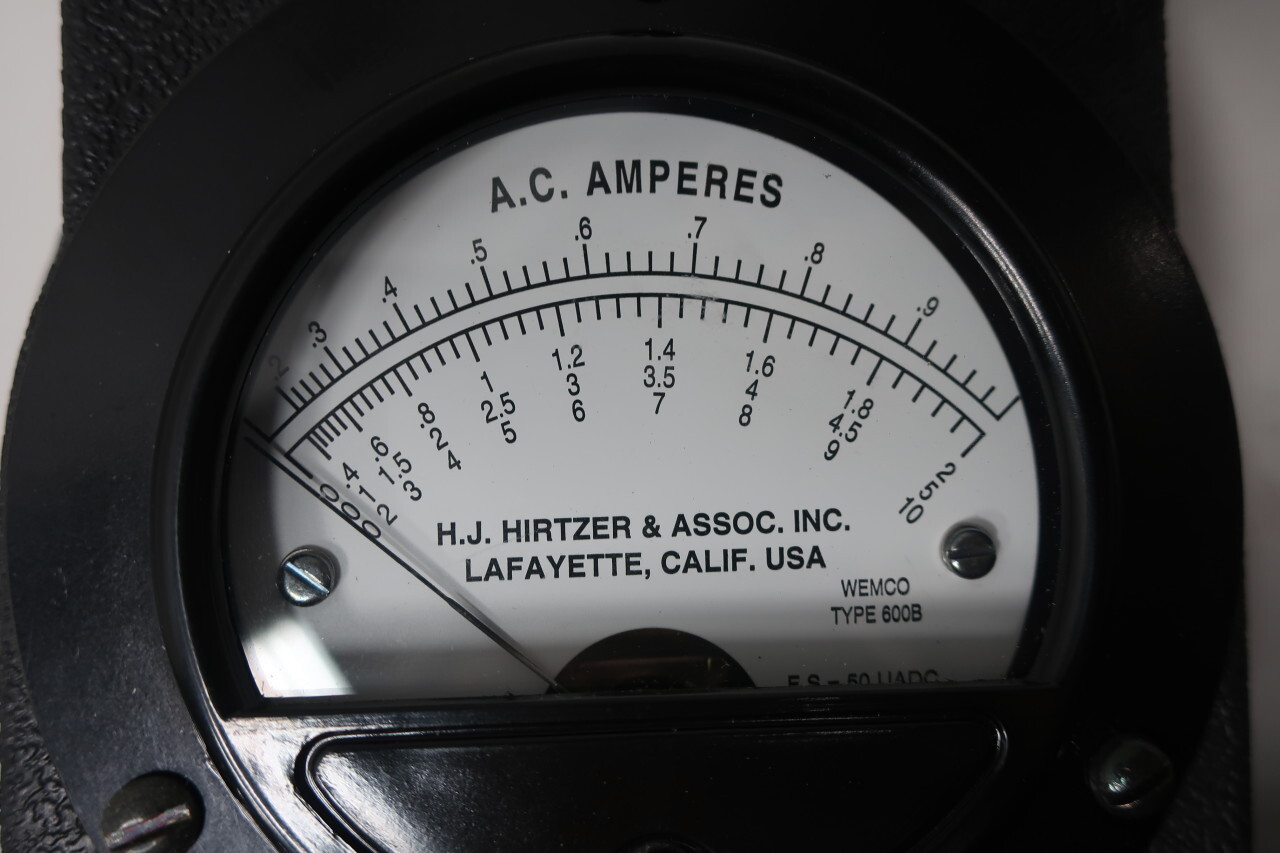 A.C. AMPERES
.2 .3 .4 .5 .6 .7 .8 .9
0 .4 .6 .8 1 1.2 1.4 1.6 1.8 2
0 1 1.5 2 2.5 3 3.5 4 4.5 5
0 2 3 4 5 6 7 8 9 10
H.J. HIRTZER & ASSOC. INC.
LAFAYETTE, CALIF. USA
WEMCO
TYPE 600B
F.S = 50 UADC